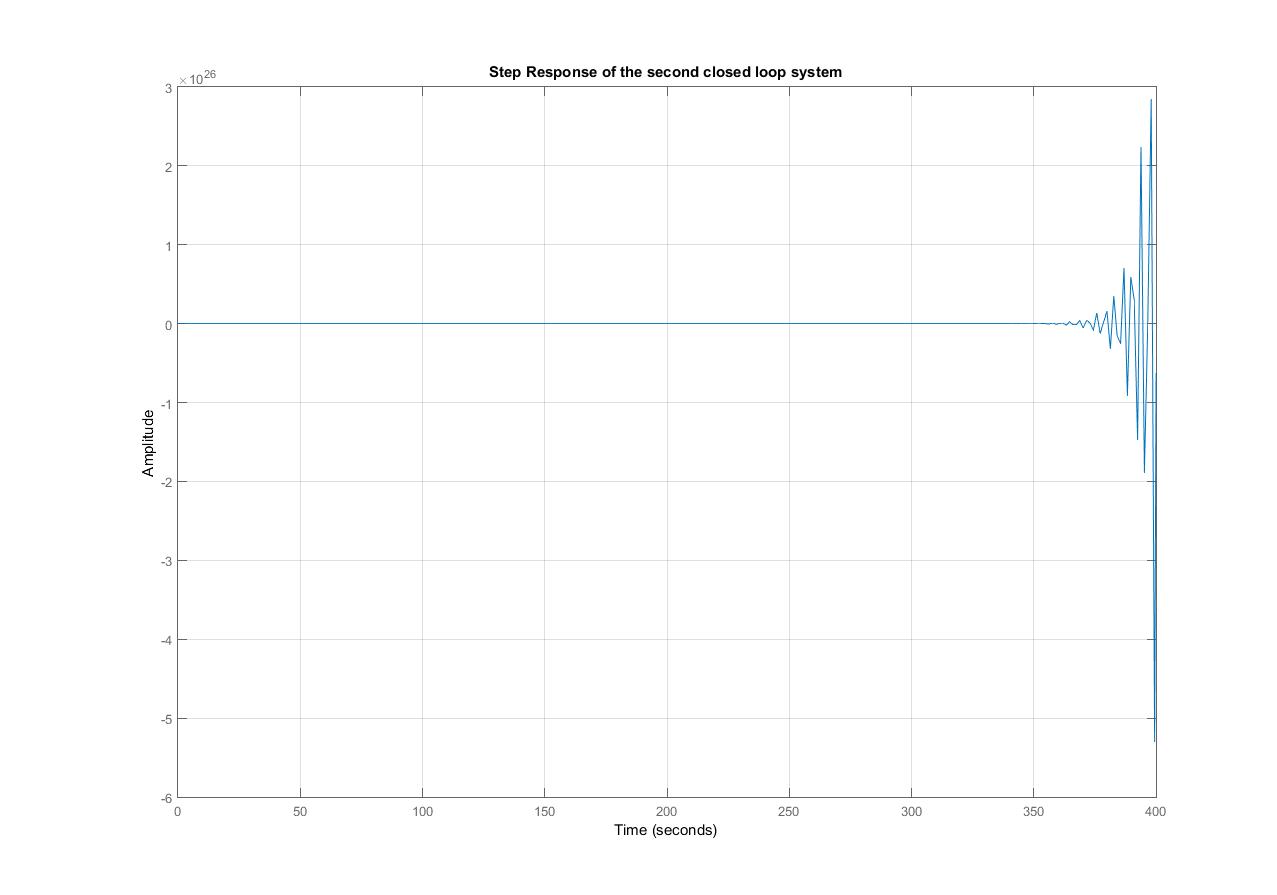 Step Response of the second closed loop system
×10^26
3
2
1
0
-1
-2
-3
-4
-5
-6
Amplitude
0 50 100 150 200 250 300 350 400
Time (seconds)